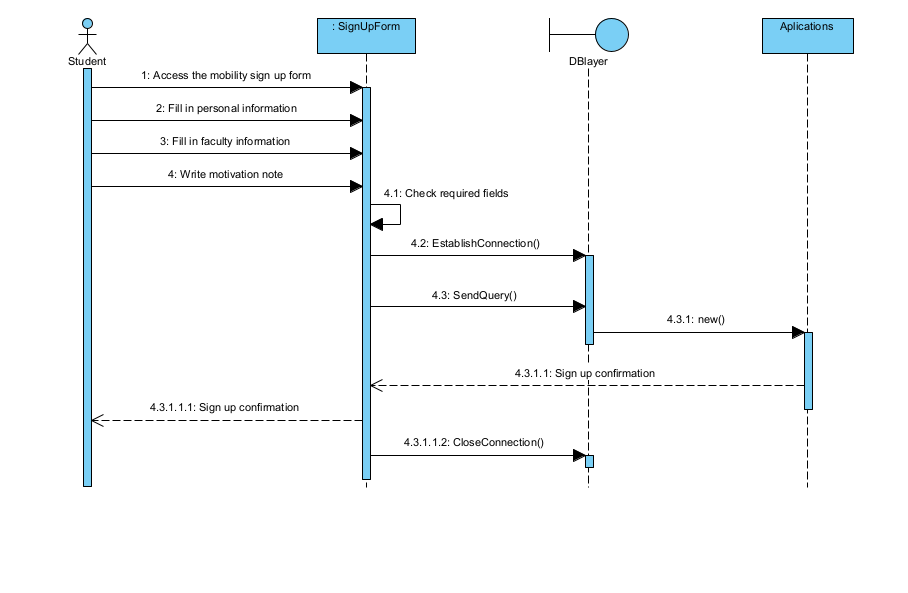 Student
: SignUpForm
DBlayer
Aplications
1: Access the mobility sign up form
2: Fill in personal information
3: Fill in faculty information
4: Write motivation note
4.1: Check required fields
4.2: EstablishConnection()
4.3: SendQuery()
4.3.1: new()
4.3.1.1: Sign up confirmation
4.3.1.1.1: Sign up confirmation
4.3.1.1.2: CloseConnection()